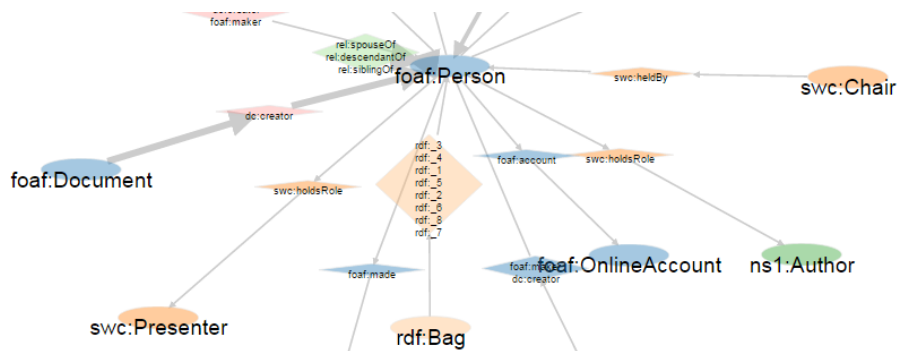 foaf:maker
rel:spouseOf
rel:descendantOf
rel:siblingOf
foaf:Person
swc:heldBy
swc:Chair
dc:creator
foaf:Document
rdf:_3
rdf:_4
rdf:_1
rdf:_5
rdf:_2
rdf:_6
rdf:_8
rdf:_7
foaf:account
swc:holdsRole
swc:holdsRole
foaf:made
foaf:OnlineAccount
dc:creator
ns1:Author
swc:Presenter
rdf:Bag